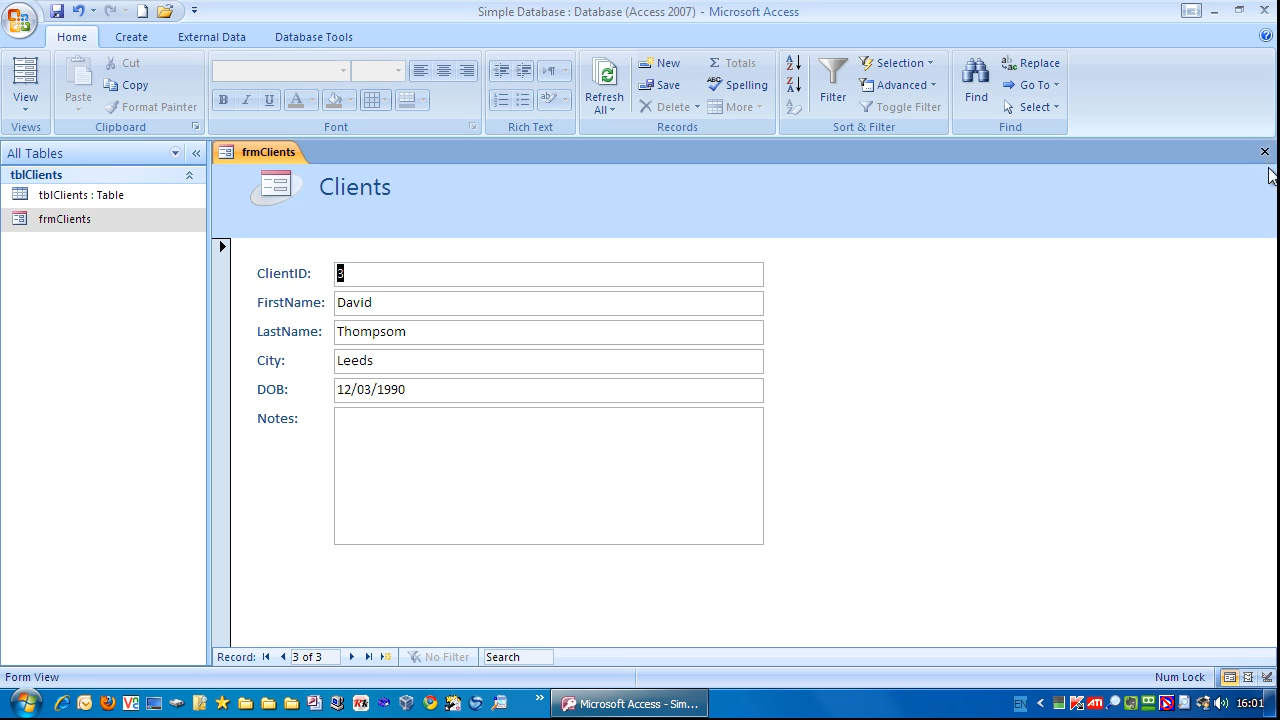 Simple Database : Database (Access 2007) - Microsoft Access
Home Create External Data Database Tools
View Paste Cut Copy Format Painter
B I U A
Refresh All New Save Delete Totals Spelling More
Filter Selection Advanced Toggle Filter
Find Replace Go To Select
Views Clipboard Font Rich Text Records Sort & Filter Find
All Tables
tblClients
tblClients : Table
frmClients
frmClients
Clients
ClientID: 3
FirstName: David
LastName: Thompsom
City: Leeds
DOB: 12/03/1990
Notes:
Record: 3 of 3 No Filter Search
Form View Num Lock
Microsoft Access - Sim... 16:01